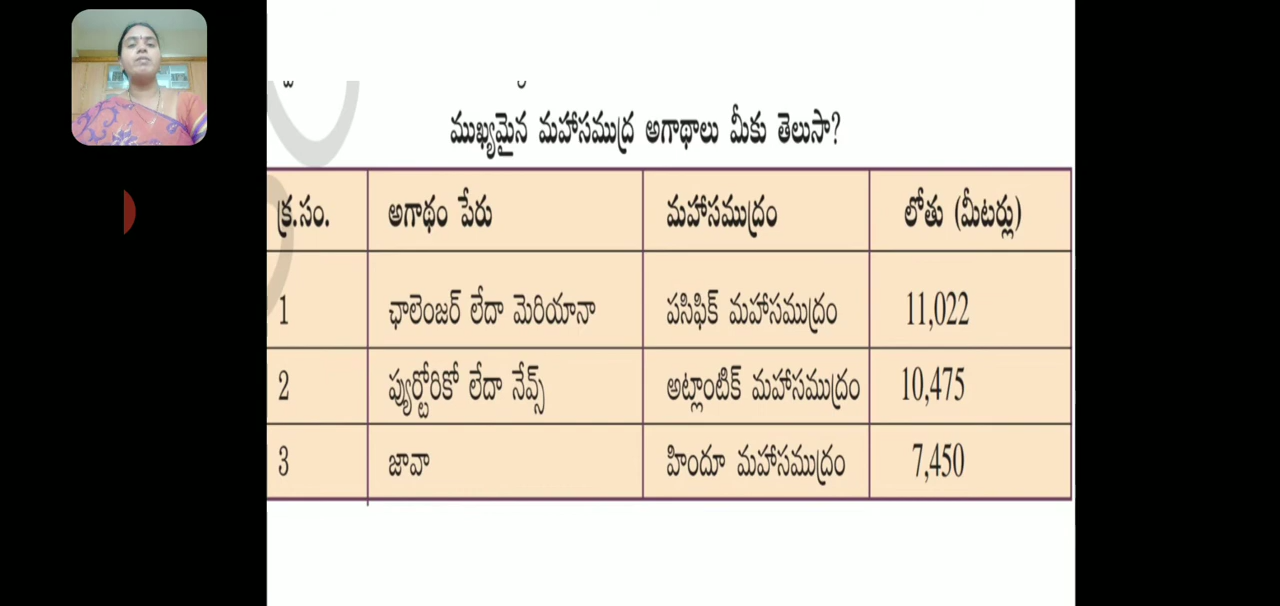 ముఖ్యమైన మహాసముద్ర అగాథాలు మీకు తెలుసా?
క్ర.సం. అగాథం పేరు మహాసముద్రం లోతు (మీటర్లు)
1 ఛాలెంజర్ లేదా మెరియానా పసిఫిక్ మహాసముద్రం 11,022
2 ప్యుర్టోరికో లేదా నేవ్స్ అట్లాంటిక్ మహాసముద్రం 10,475
3 జావా హిందూ మహాసముద్రం 7,450